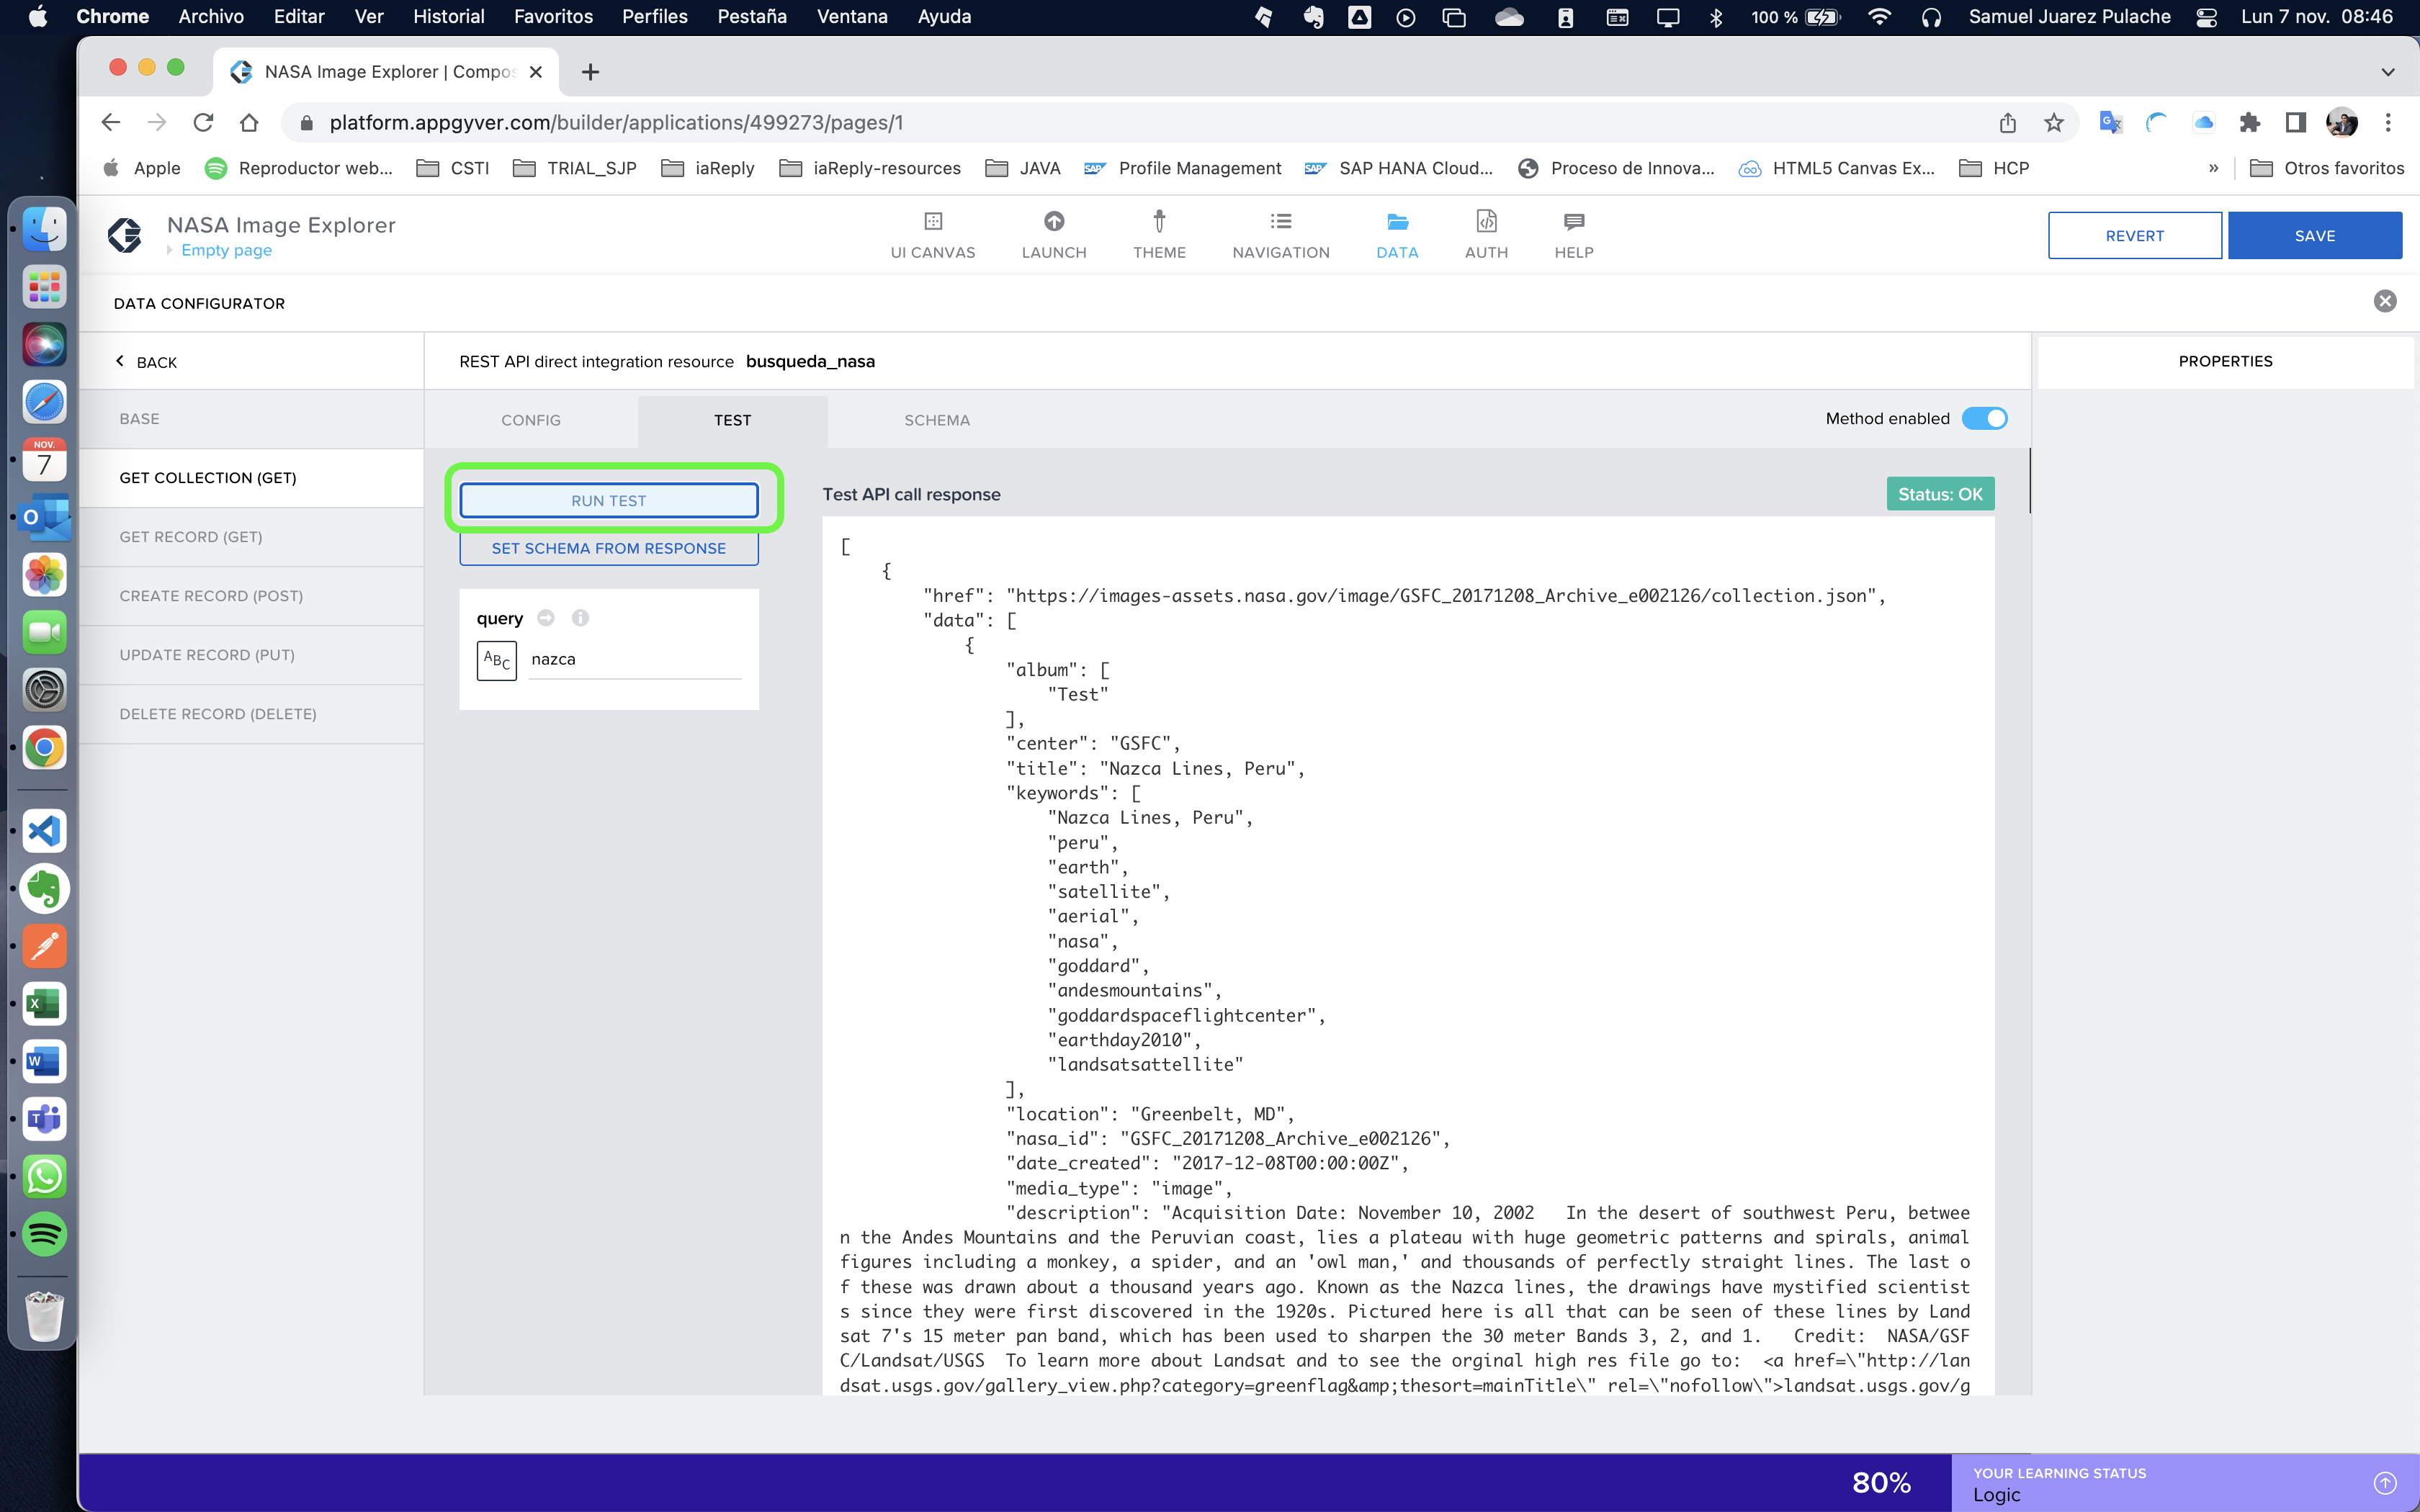 Chrome Archivo Editar Ver Historial Favoritos Perfiles Pestaña Ventana Ayuda 100 % Samuel Juarez Pulache Lun 7 nov. 08:46
NASA Image Explorer | Compos
platform.appgyver.com/builder/applications/499273/pages/1
Apple Reproductor web... CSTI TRIAL_SJP iaReply iaReply-resources JAVA SAP Profile Management SAP SAP HANA Cloud... Proceso de Innova... HTML5 Canvas Ex... HCP » Otros favoritos
NASA Image Explorer
Empty page
UI CANVAS LAUNCH THEME NAVIGATION DATA AUTH HELP
REVERT SAVE
DATA CONFIGURATOR
BACK
REST API direct integration resource busqueda_nasa
PROPERTIES
BASE
GET COLLECTION (GET)
GET RECORD (GET)
CREATE RECORD (POST)
UPDATE RECORD (PUT)
DELETE RECORD (DELETE)
CONFIG TEST SCHEMA
Method enabled
RUN TEST
SET SCHEMA FROM RESPONSE
query
ABC nazca
Test API call response
Status: OK
[
{
"href": "https://images-assets.nasa.gov/image/GSFC_20171208_Archive_e002126/collection.json",
"data": [
{
"album": [
"Test"
],
"center": "GSFC",
"title": "Nazca Lines, Peru",
"keywords": [
"Nazca Lines, Peru",
"peru",
"earth",
"satellite",
"aerial",
"nasa",
"goddard",
"andesmountains",
"goddardspaceflightcenter",
"earthday2010",
"landsatsattellite"
],
"location": "Greenbelt, MD",
"nasa_id": "GSFC_20171208_Archive_e002126",
"date_created": "2017-12-08T00:00:00Z",
"media_type": "image",
"description": "Acquisition Date: November 10, 2002   In the desert of southwest Peru, betwee
n the Andes Mountains and the Peruvian coast, lies a plateau with huge geometric patterns and spirals, animal
figures including a monkey, a spider, and an 'owl man,' and thousands of perfectly straight lines. The last o
f these was drawn about a thousand years ago. Known as the Nazca lines, the drawings have mystified scientist
s since they were first discovered in the 1920s. Pictured here is all that can be seen of these lines by Land
sat 7's 15 meter pan band, which has been used to sharpen the 30 meter Bands 3, 2, and 1.   Credit:  NASA/GSF
C/Landsat/USGS  To learn more about Landsat and to see the orginal high res file go to:  <a href=\"http://lan
dsat.usgs.gov/gallery_view.php?category=greenflag&amp;thesort=mainTitle\" rel=\"nofollow\">landsat.usgs.gov/g
NOV.
7
80%
YOUR LEARNING STATUS
Logic